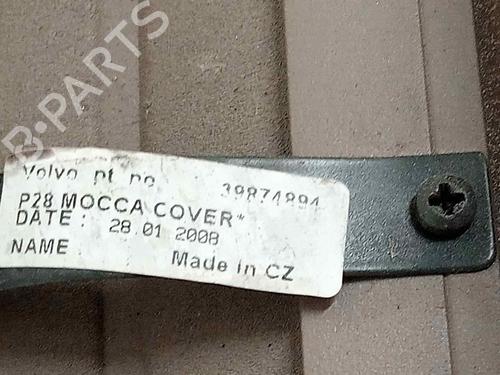 B-PARTS
Volvo pt no 39874894
P28 MOCCA COVER*
DATE : 28.01 2008
NAME
Made in CZ